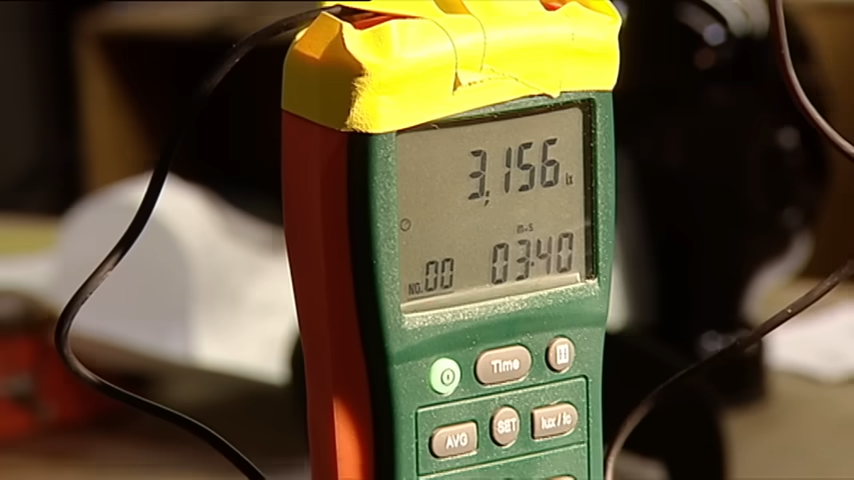 3,156 lx
m-s
NO. 00 03:40
Time
AVG SET lux / fc